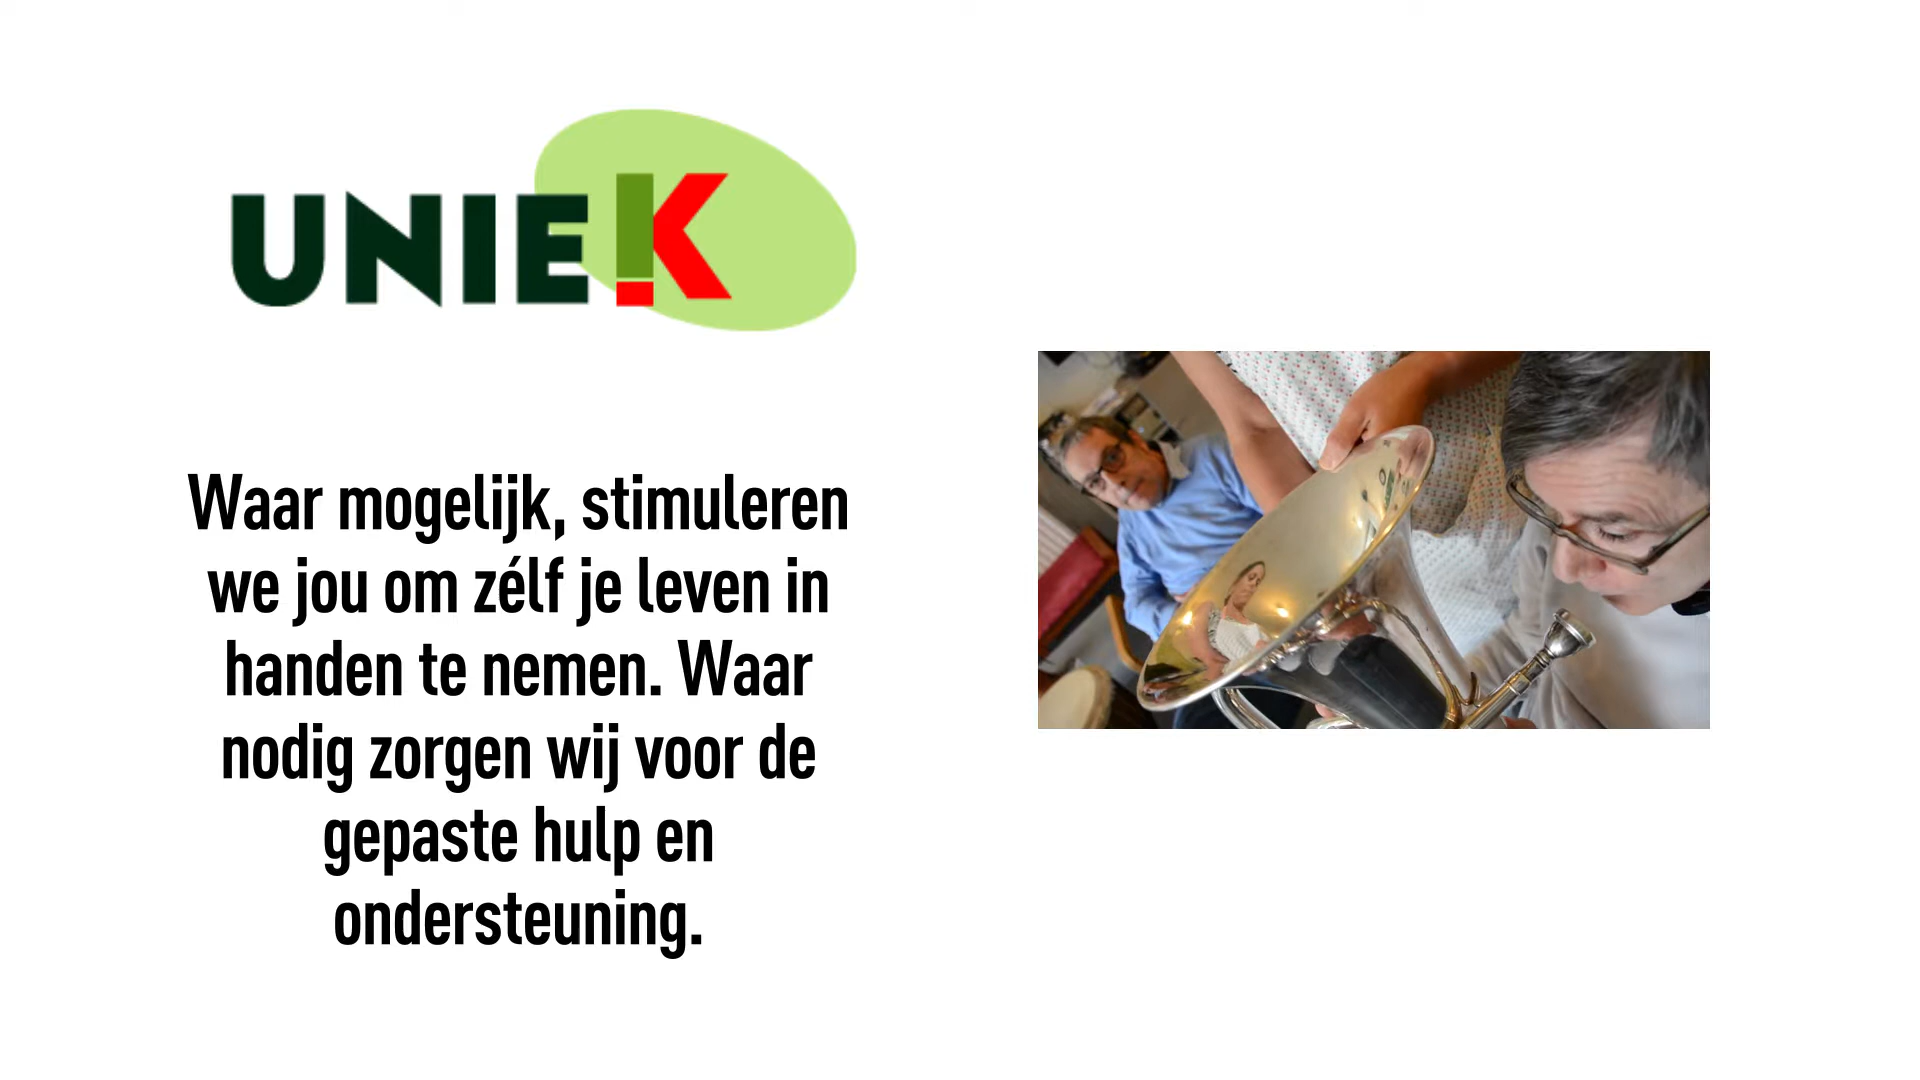 UNIEK
Waar mogelijk, stimuleren
we jou om zélf je leven in
handen te nemen. Waar
nodig zorgen wij voor de
gepaste hulp en
ondersteuning.